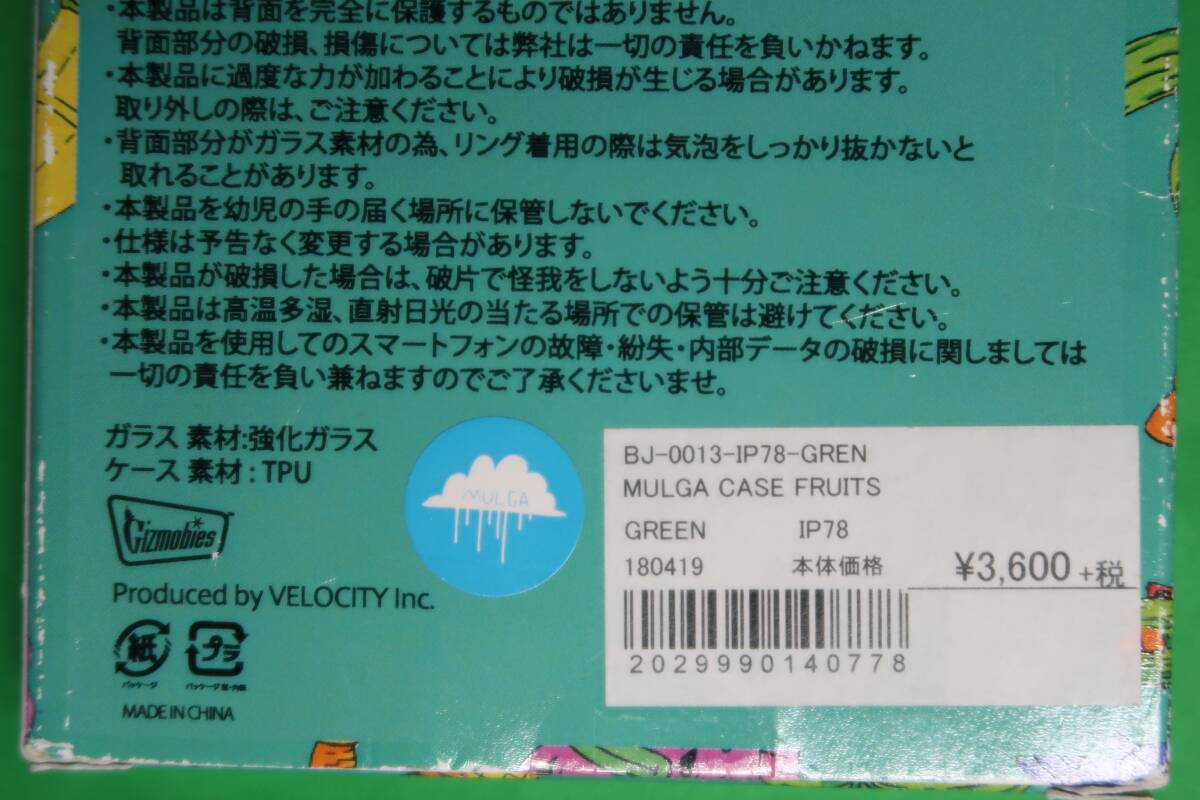 ・本製品は背面を完全に保護するものではありません。
背面部分の破損、損傷については弊社は一切の責任を負いかねます。
・本製品に過度な力が加わることにより破損が生じる場合があります。
取り外しの際は、ご注意ください。
・背面部分がガラス素材の為、リング着用の際は気泡をしっかり抜かないと
取れることがあります。
・本製品を幼児の手の届く場所に保管しないでください。
・仕様は予告なく変更する場合があります。
・本製品が破損した場合は、破片で怪我をしないよう十分ご注意ください。
・本製品は高温多湿、直射日光の当たる場所での保管は避けてください。
・本製品を使用してのスマートフォンの故障・紛失・内部データの破損に関しましては
一切の責任を負い兼ねますのでご了承くださいませ。
ガラス 素材:強化ガラス
ケース 素材：TPU
Gizmobies
MULGA
Produced by VELOCITY Inc.
紙 プラ
パッケージ パッケージ 袋・内装
MADE IN CHINA
BJ-0013-IP78-GREN
MULGA CASE FRUITS
GREEN IP78
180419 本体価格 ¥3,600 +税
2029990140778